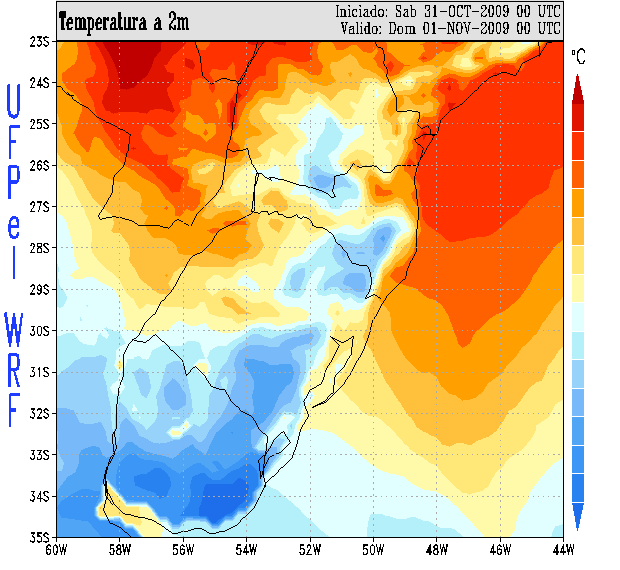 Temperatura a 2m
Iniciado: Sab 31-OCT-2009 00 UTC
Valido: Dom 01-NOV-2009 00 UTC
°C
UFPel WRF
23S
24S
25S
26S
27S
28S
29S
30S
31S
32S
33S
34S
35S
60W 58W 56W 54W 52W 50W 48W 46W 44W